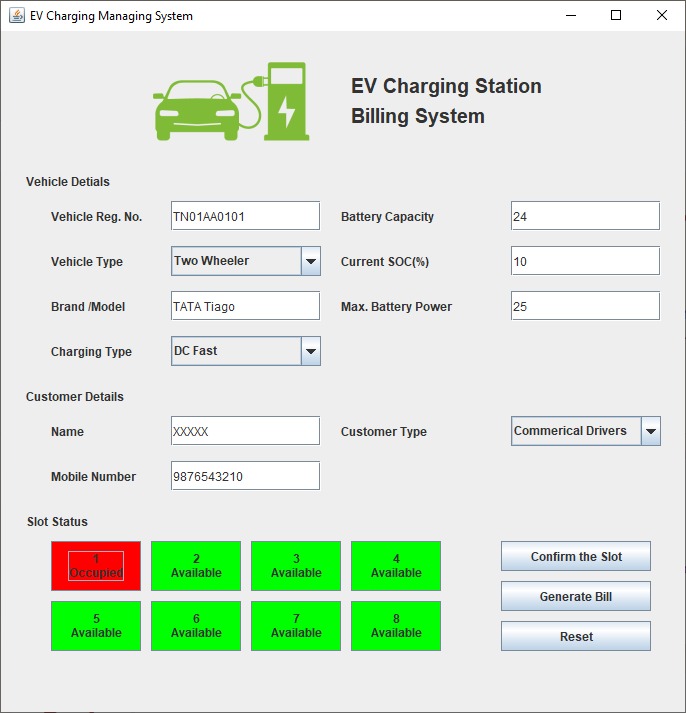 EV Charging Managing System
EV Charging Station
Billing System
Vehicle Detials
Vehicle Reg. No. TN01AA0101 Battery Capacity 24
Vehicle Type Two Wheeler Current SOC(%) 10
Brand /Model TATA Tiago Max. Battery Power 25
Charging Type DC Fast
Customer Details
Name XXXXX Customer Type Commerical Drivers
Mobile Number 9876543210
Slot Status
1 2 3 4
Occupied Available Available Available
Confirm the Slot
Generate Bill
5 6 7 8
Available Available Available Available
Reset